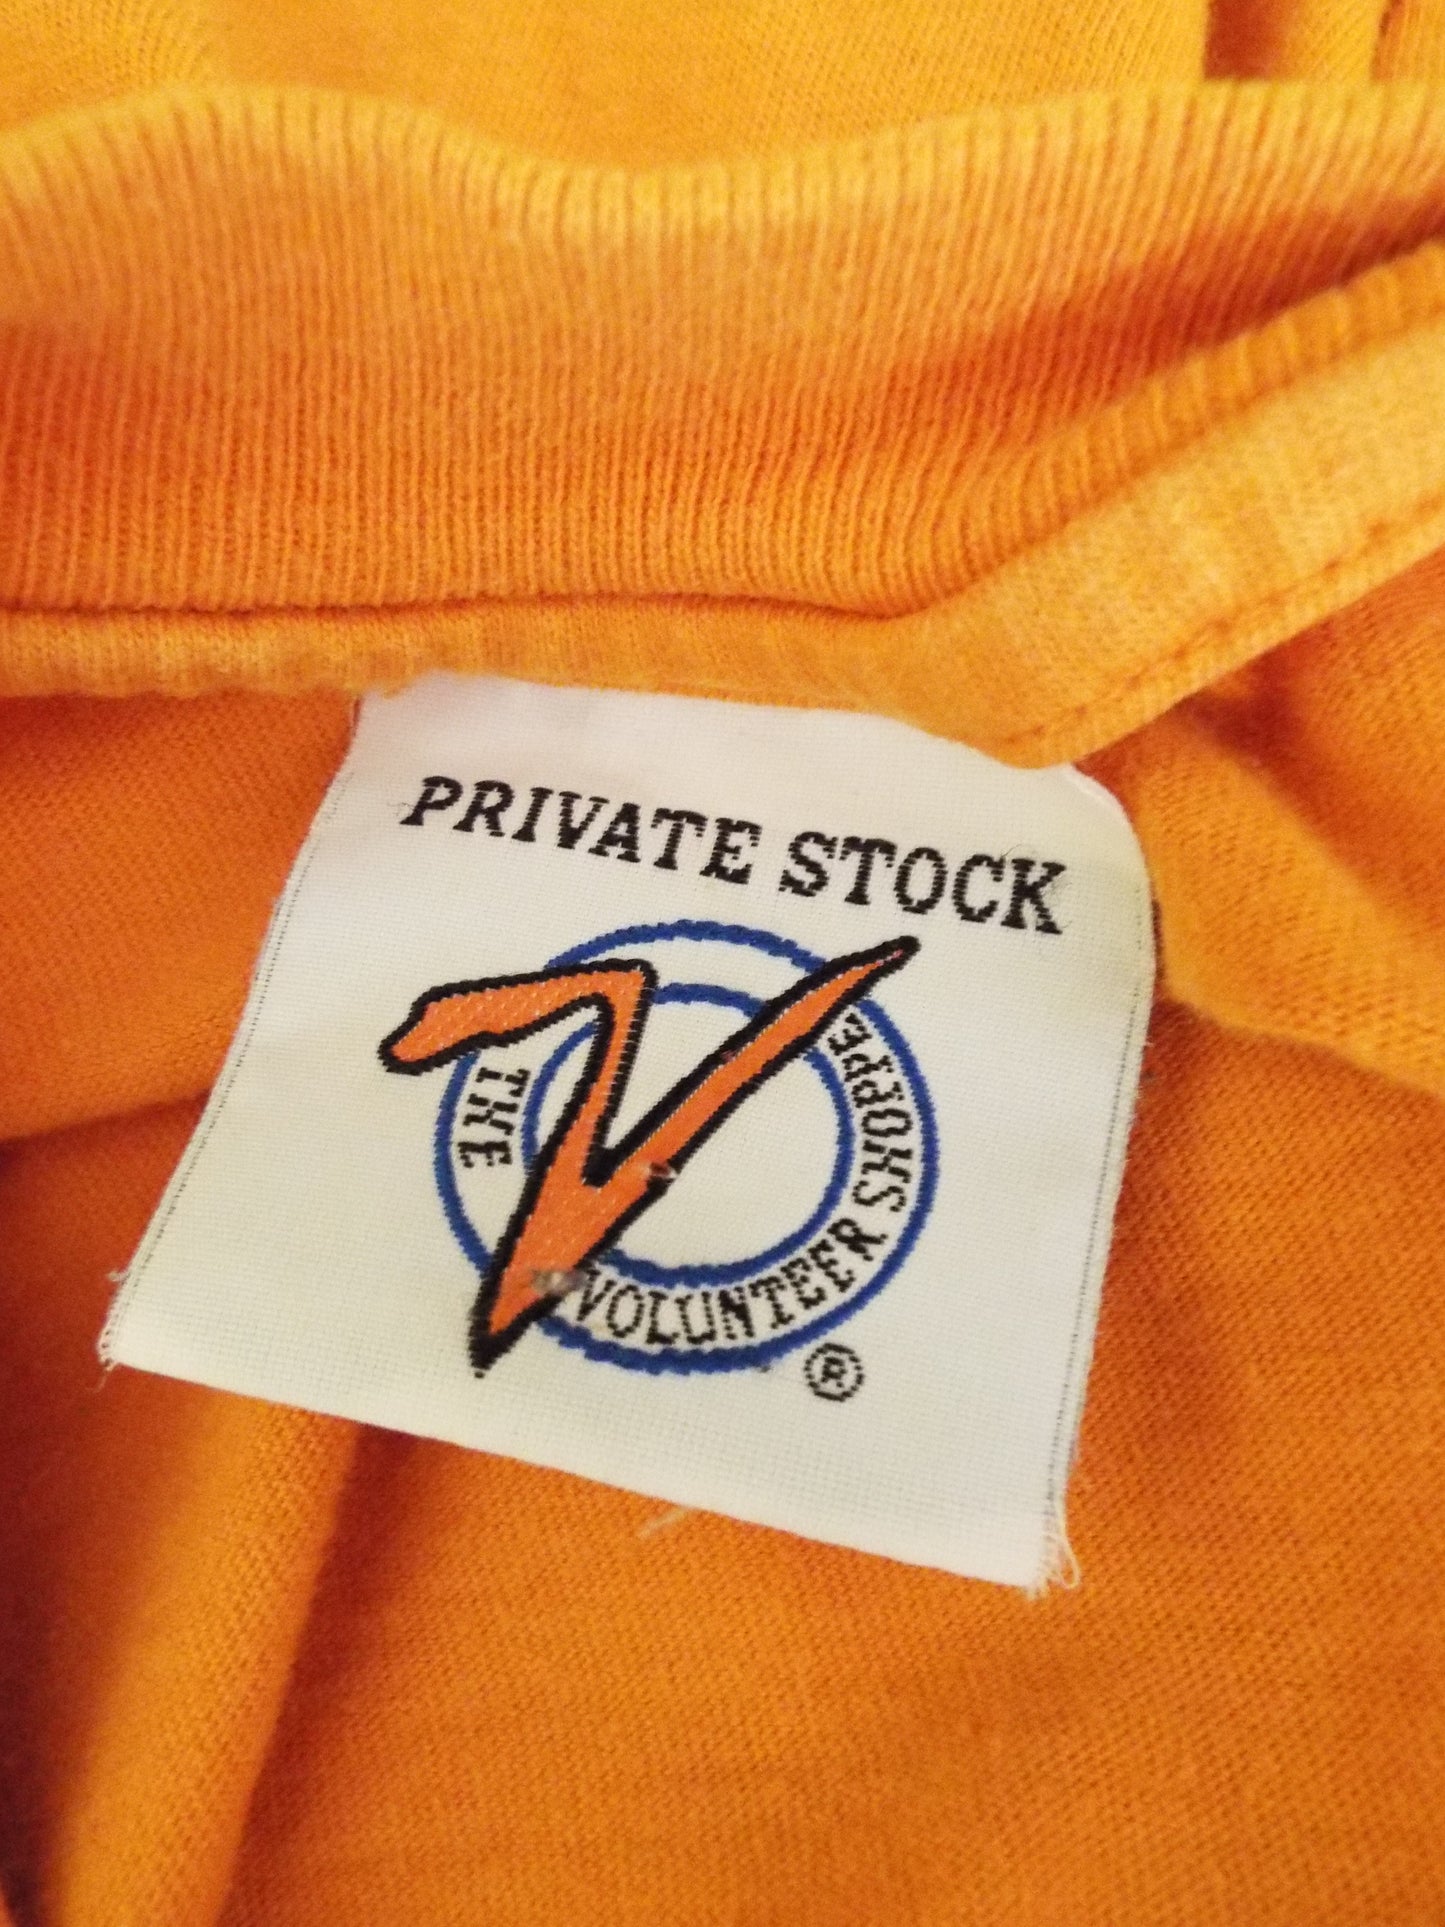 PRIVATE STOCK
THE VOLUNTEER SHOPPE
®